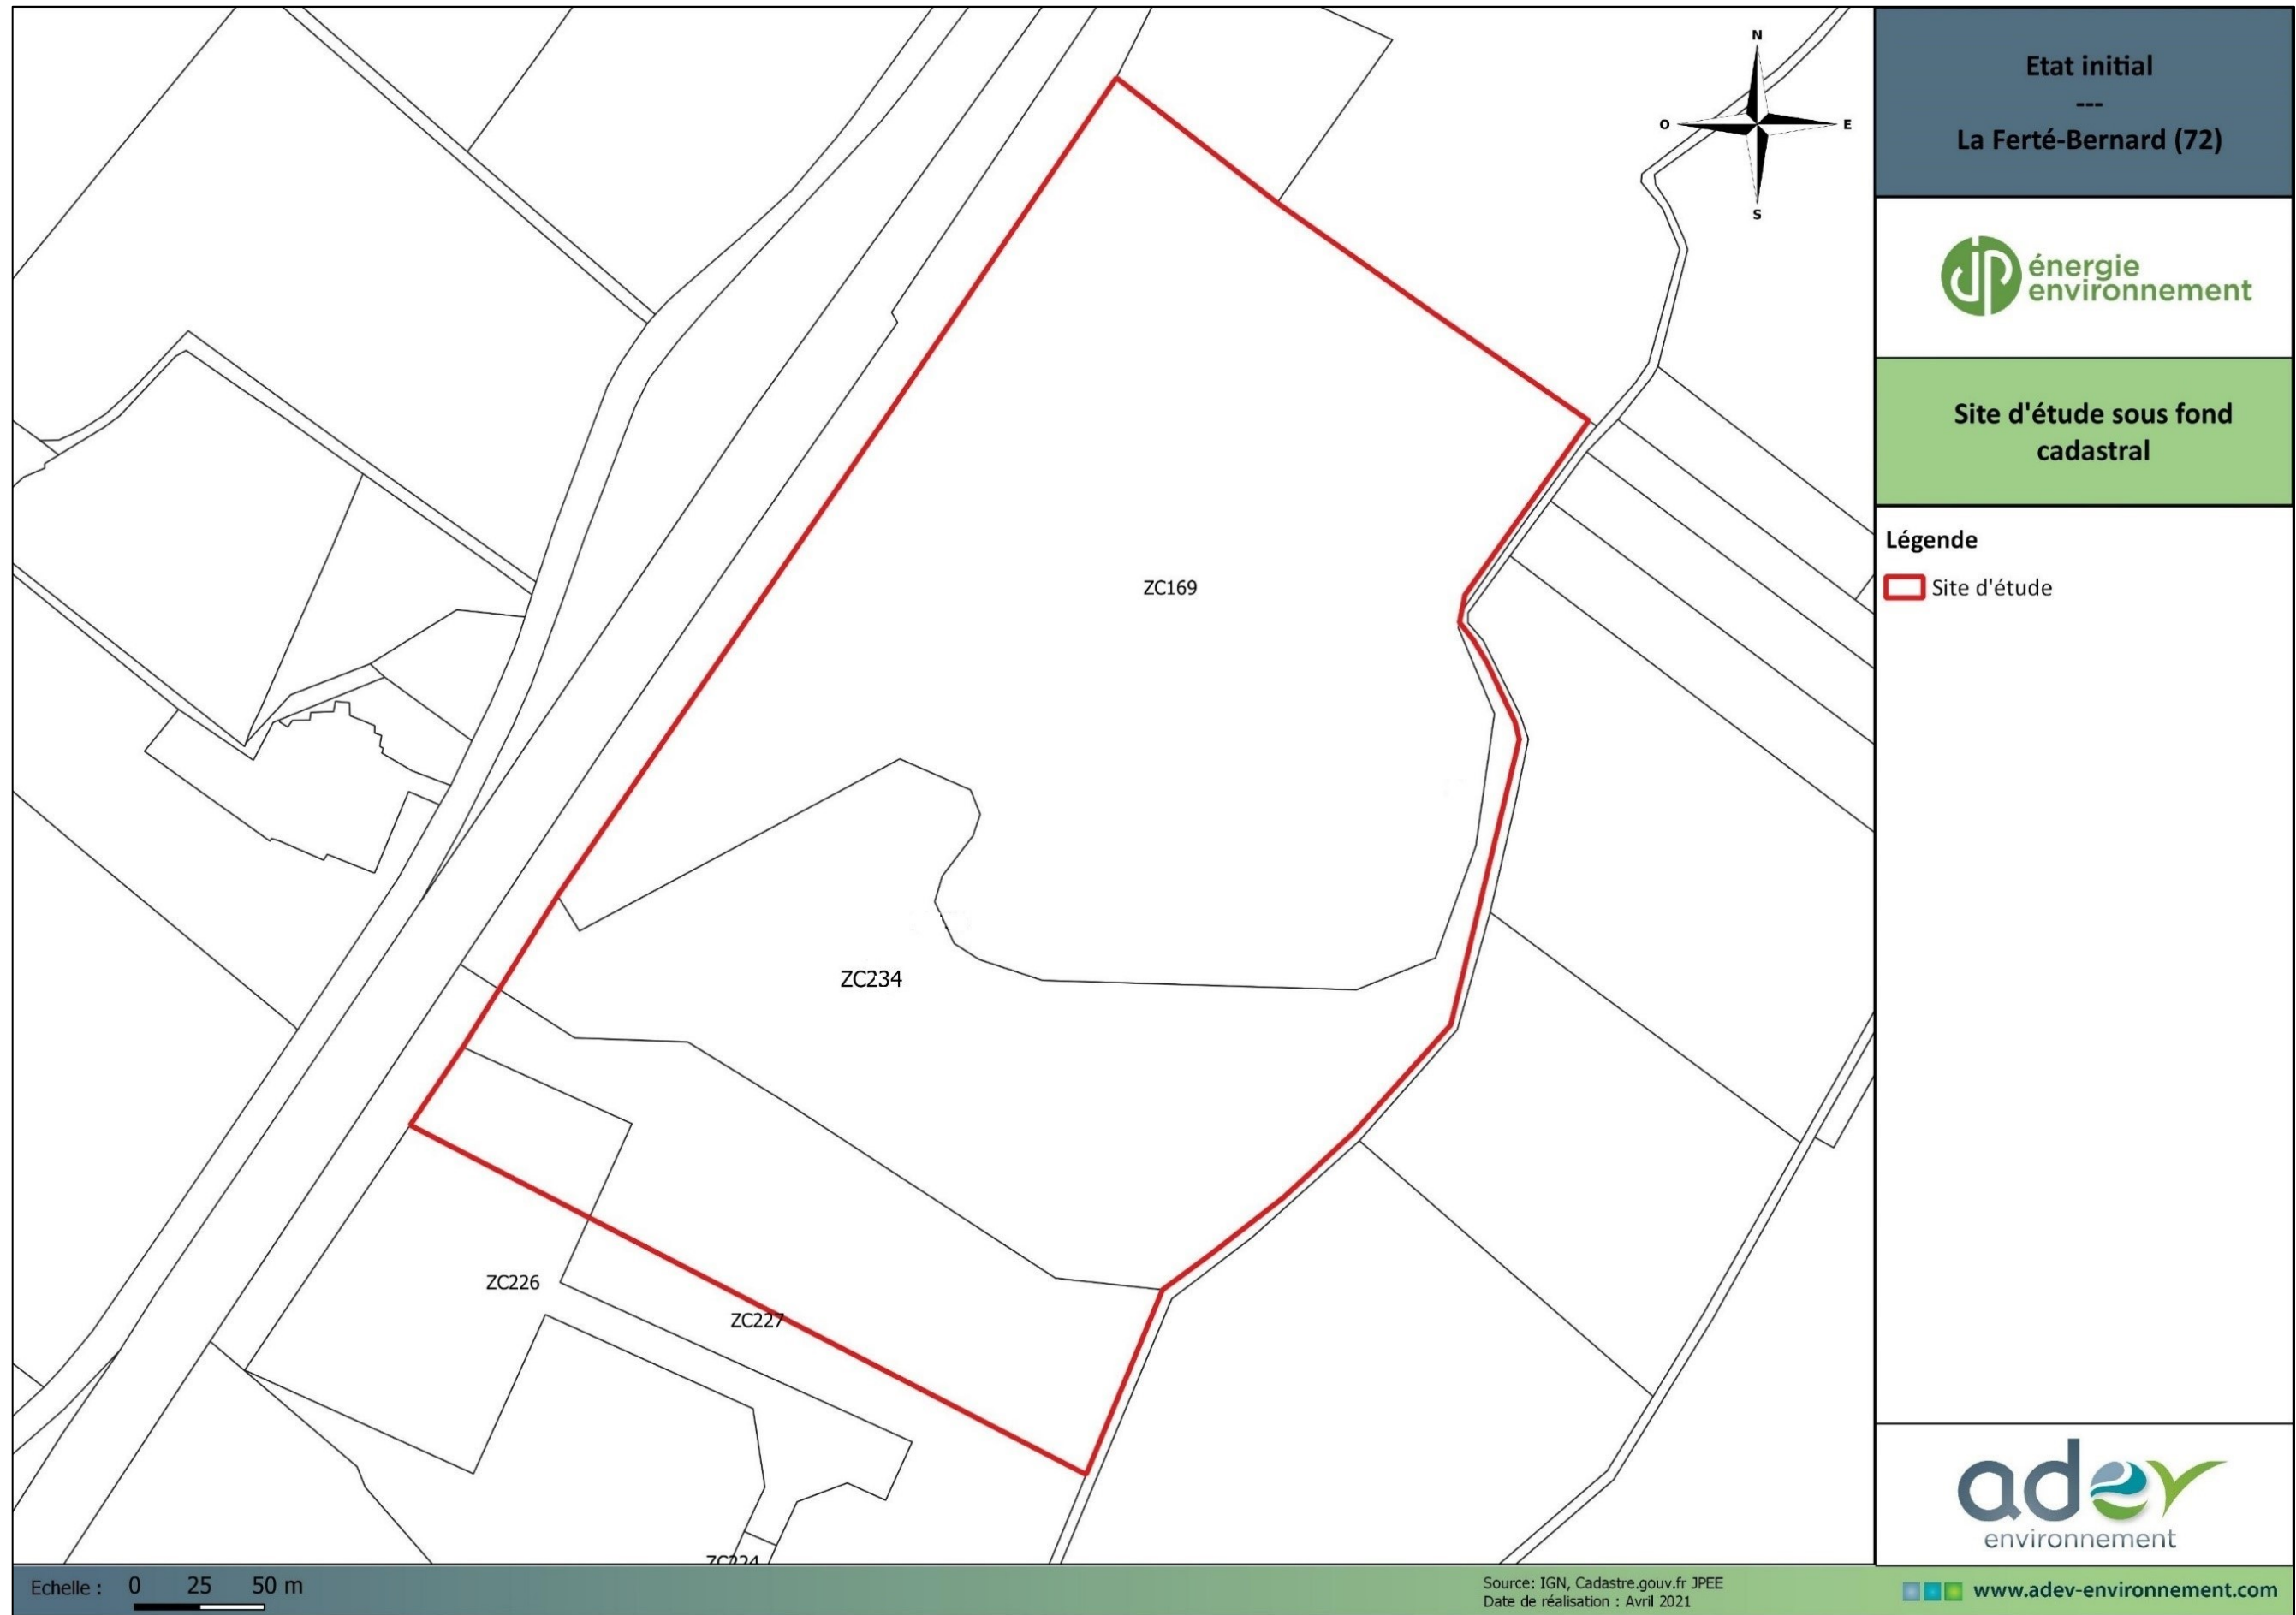 N
O
E
S
ZC169
ZC234
ZC226
ZC227
ZC224
Etat initial
---
La Ferté-Bernard (72)
énergie
environnement
Site d'étude sous fond
cadastral
Légende
Site d'étude
adev
environnement
Echelle : 0 25 50 m
Source: IGN, Cadastre.gouv.fr JPEE
Date de réalisation : Avril 2021
www.adev-environnement.com